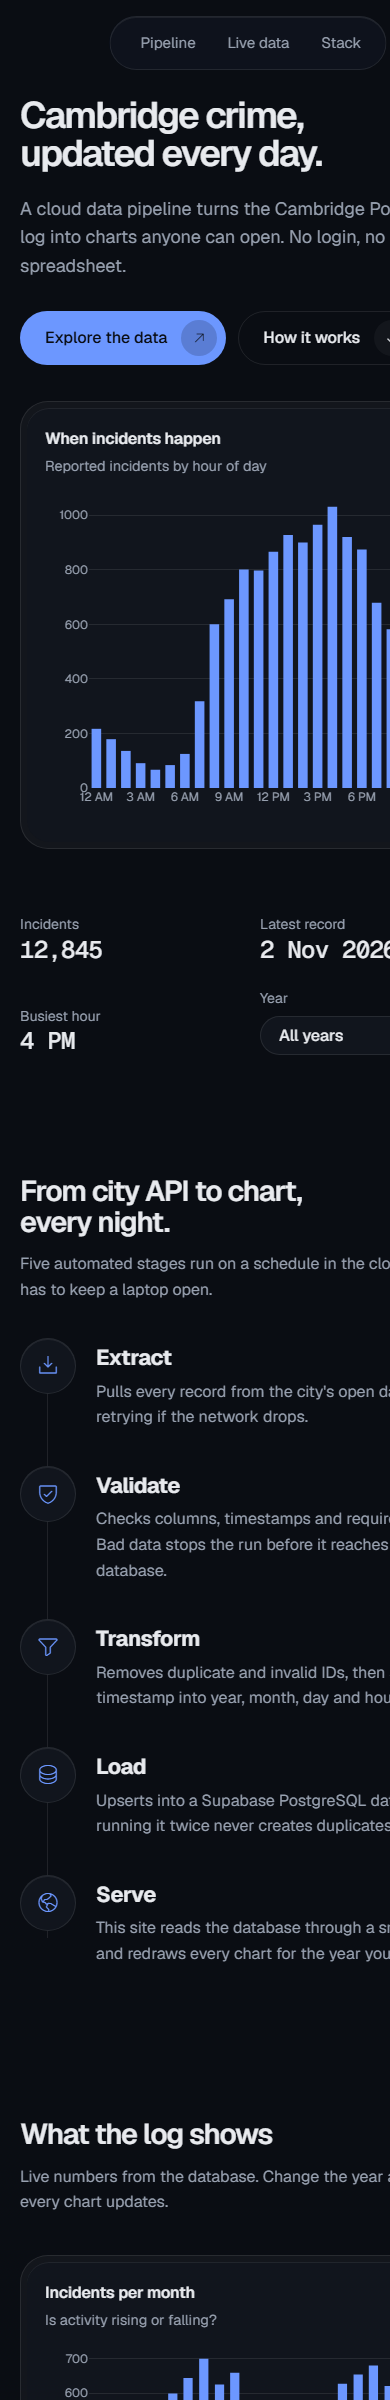 Pipeline Live data Stack
Cambridge crime,
updated every day.
A cloud data pipeline turns the Cambridge Po
log into charts anyone can open. No login, no
spreadsheet.
Explore the data How it works
When incidents happen
Reported incidents by hour of day
1000
800
600
400
200
0
12 AM 3 AM 6 AM 9 AM 12 PM 3 PM 6 PM
Incidents Latest record
12,845 2 Nov 2026
Year
Busiest hour All years
4 PM
From city API to chart,
every night.
Five automated stages run on a schedule in the clo
has to keep a laptop open.
Extract
Pulls every record from the city's open da
retrying if the network drops.
Validate
Checks columns, timestamps and require
Bad data stops the run before it reaches
database.
Transform
Removes duplicate and invalid IDs, then
timestamp into year, month, day and hou
Load
Upserts into a Supabase PostgreSQL dat
running it twice never creates duplicates
Serve
This site reads the database through a sm
and redraws every chart for the year you
What the log shows
Live numbers from the database. Change the year a
every chart updates.
Incidents per month
Is activity rising or falling?
700
600